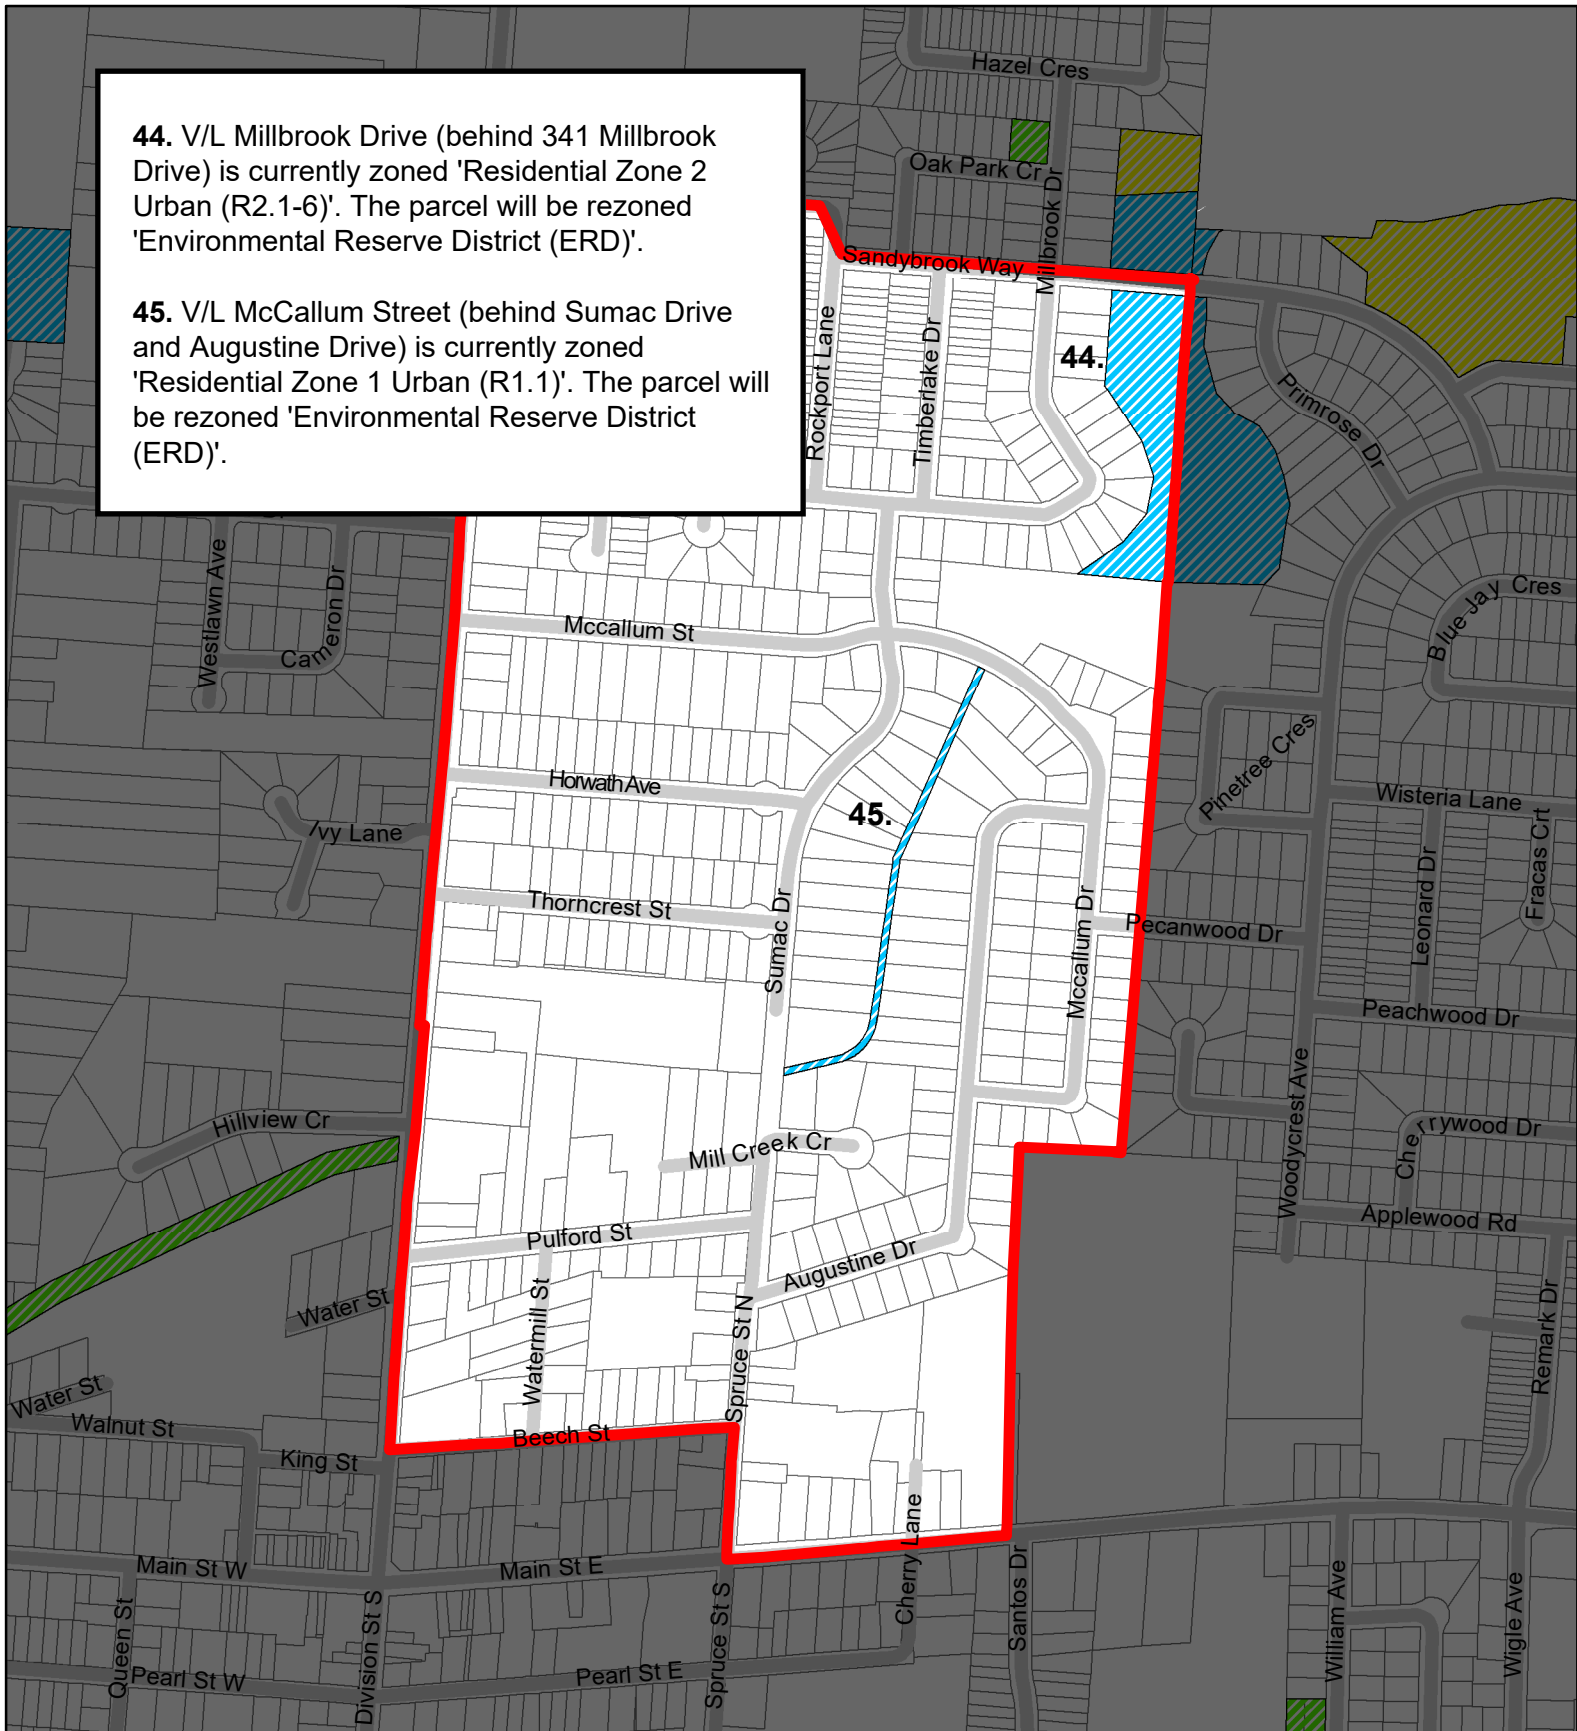 44. V/L Millbrook Drive (behind 341 Millbrook
Drive) is currently zoned 'Residential Zone 2
Urban (R2.1-6)'. The parcel will be rezoned
'Environmental Reserve District (ERD)'.
45. V/L McCallum Street (behind Sumac Drive
and Augustine Drive) is currently zoned
'Residential Zone 1 Urban (R1.1)'. The parcel will
be rezoned 'Environmental Reserve District
(ERD)'.
Hazel Cres
Oak Park Cr
Millbrook Dr
Sandybrook Way
Rockport Lane
Timberlake Dr
44.
Primrose Dr
Westlawn Ave
Cameron Dr
Mccallum St
Blue Jay Cres
Horwath Ave
45.
Pinetree Cres
Wisteria Lane
Ivy Lane
Thorncrest St
Sumac Dr
Mccallum Dr
Pecanwood Dr
Leonard Dr
Fracas Crt
Peachwood Dr
Hillview Cr
Mill Creek Cr
Woodycrest Ave
Cherrywood Dr
Applewood Rd
Pulford St
Augustine Dr
Water St
Watermill St
Spruce St N
Remark Dr
Water St
Walnut St
Beech St
King St
Main St W
Main St E
Cherry Lane
Queen St
Division St S
Spruce St S
Santos Dr
William Ave
Wigle Ave
Pearl St W
Pearl St E